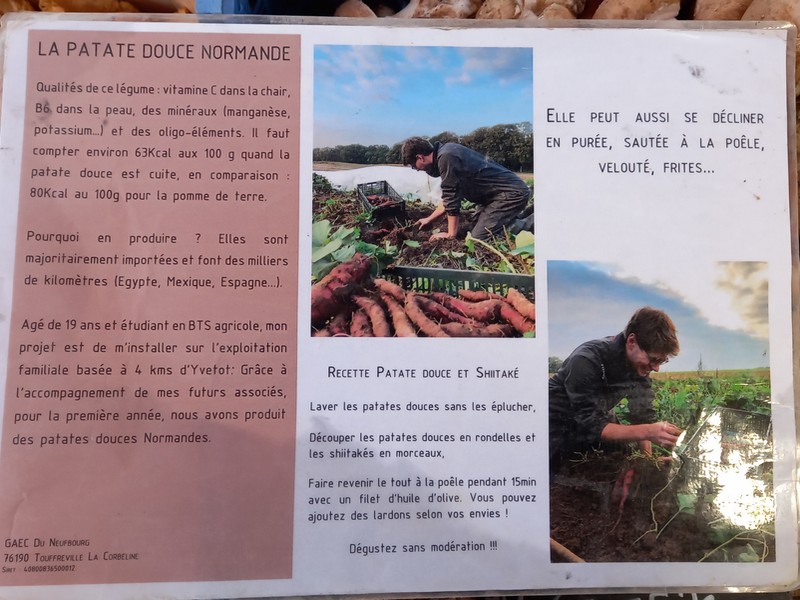 LA PATATE DOUCE NORMANDE
Qualités de ce légume : vitamine C dans la chair,
B6 dans la peau, des minéraux (manganèse,
potassium...) et des oligo-éléments. Il faut
compter environ 63Kcal aux 100 g quand la
patate douce est cuite, en comparaison :
80Kcal au 100g pour la pomme de terre.
Pourquoi en produire ? Elles sont
majoritairement importées et font des milliers
de kilomètres (Egypte, Mexique, Espagne...).
Agé de 19 ans et étudiant en BTS agricole, mon
projet est de m'installer sur l'exploitation
familiale basée à 4 kms d'Yvetot. Grâce à
l'accompagnement de mes futurs associés,
pour la première année, nous avons produit
des patates douces Normandes.
GAEC DU NEUFBOURG
76190 TOUFFREVILLE LA CORBELINE
SIRET : 40800836500012
RECETTE PATATE DOUCE ET SHIITAKÉ
Laver les patates douces sans les éplucher,
Découper les patates douces en rondelles et
les shiitakés en morceaux,
Faire revenir le tout à la poêle pendant 15min
avec un filet d'huile d'olive. Vous pouvez
ajoutez des lardons selon vos envies !
Dégustez sans modération !!!
ELLE PEUT AUSSI SE DÉCLINER
EN PURÉE, SAUTÉE À LA POÊLE,
VELOUTÉ, FRITES...